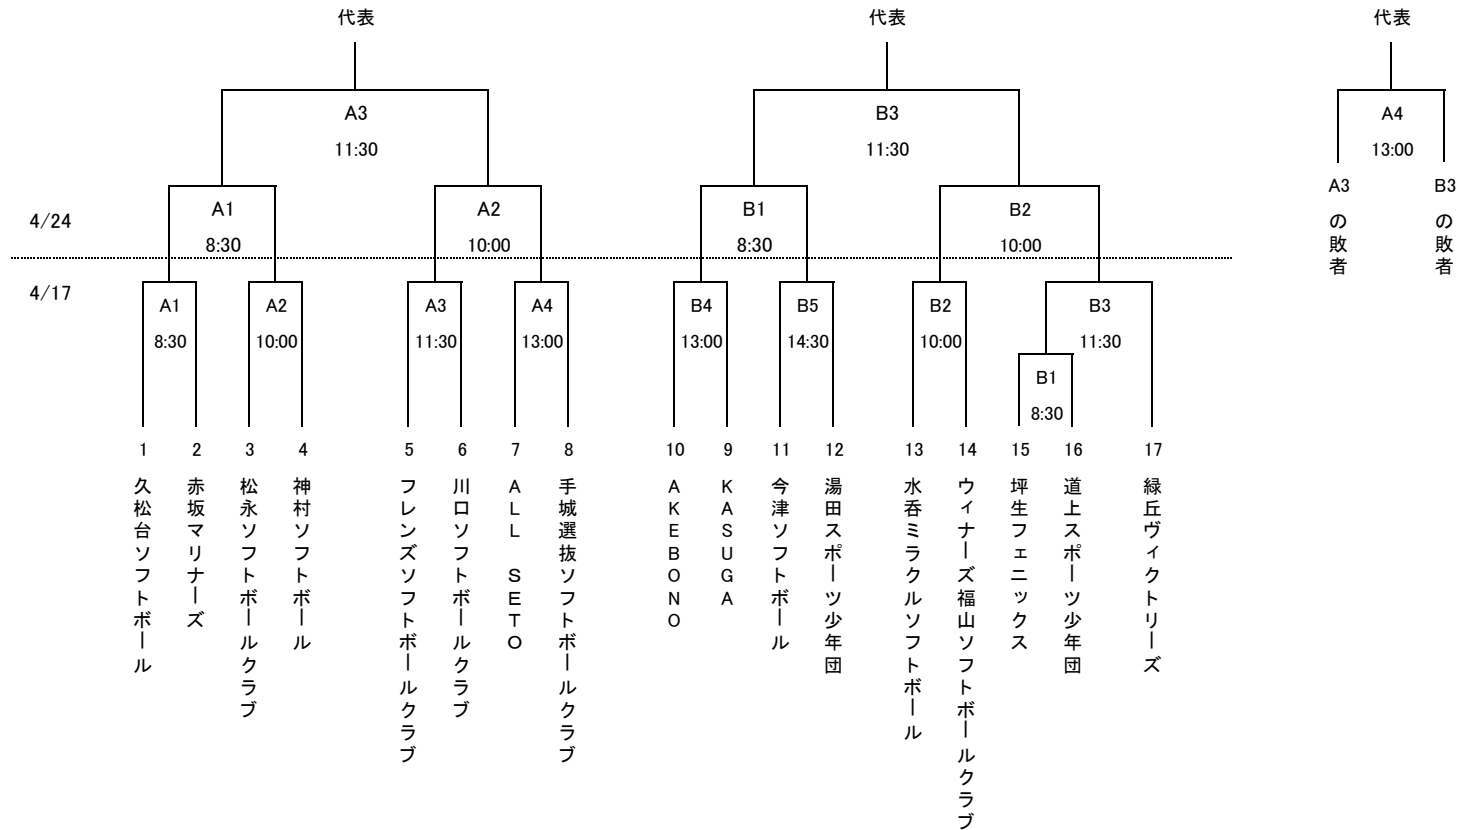 代表
代表
代表
A3
11:30
B3
11:30
A4
13:00
A3の敗者
B3の敗者
4/24
A1
8:30
A2
10:00
B1
8:30
B2
10:00
4/17
A1
8:30
A2
10:00
A3
11:30
A4
13:00
B4
13:00
B5
14:30
B2
10:00
B3
11:30
B1
8:30
1
久松台ソフトボール
2
赤坂マリナーズ
3
松永ソフトボールクラブ
4
神村ソフトボール
5
フレンズソフトボールクラブ
6
川口ソフトボールクラブ
7
ALL SETO
8
手城選抜ソフトボールクラブ
10
AKEBONO
9
KASUGA
11
今津ソフトボール
12
湯田スポーツ少年団
13
水呑ミラクルソフトボール
14
ウィナーズ福山ソフトボールクラブ
15
坪生フェニックス
16
道上スポーツ少年団
17
緑丘ヴィクトリーズ